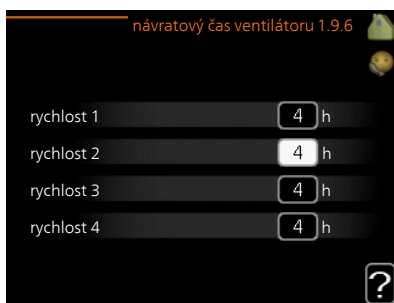 návratový čas ventilátoru 1.9.6
rychlost 1 4 h
rychlost 2 4 h
rychlost 3 4 h
rychlost 4 4 h
?